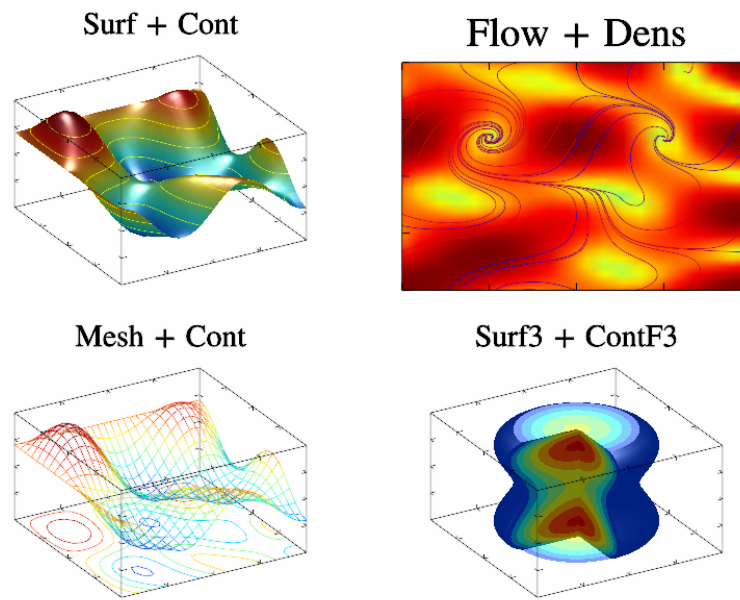 Surf + Cont
Flow + Dens
Mesh + Cont
Surf3 + ContF3